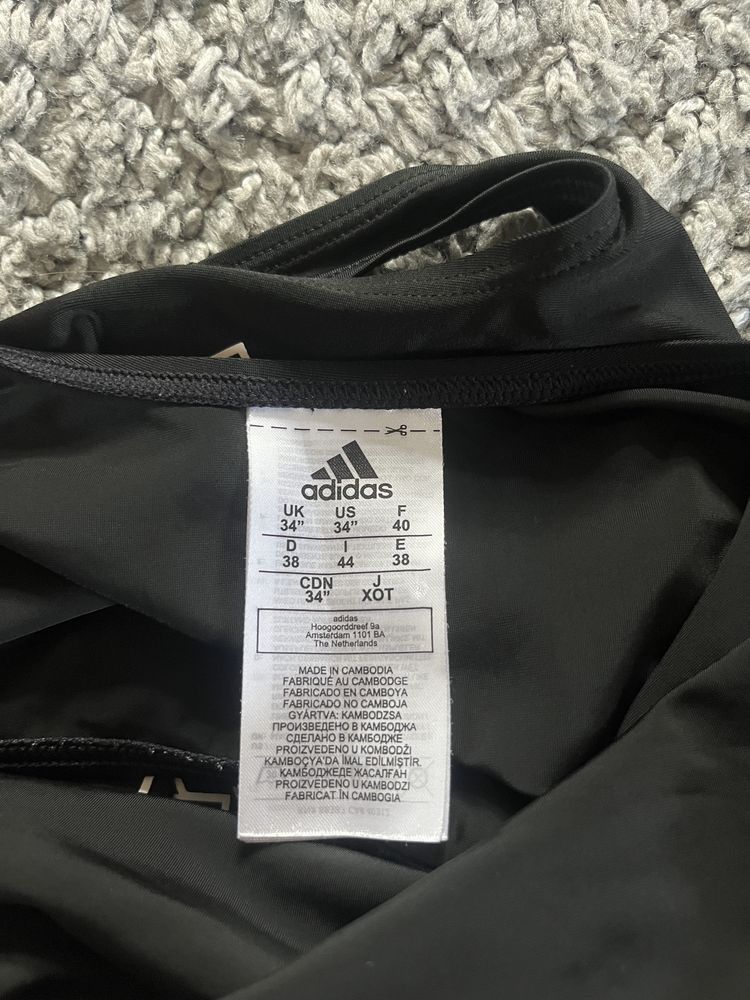 adidas
UK US F
34” 34” 40
D I E
38 44 38
CDN J
34” XOT
adidas
Hoogoorddreef 9a
Amsterdam 1101 BA
The Netherlands
MADE IN CAMBODIA
FABRIQUÉ AU CAMBODGE
FABRICADO EN CAMBOYA
FABRICADO NO CAMBOJA
GYÁRTVA: KAMBODZSA
ПРОИЗВЕДЕНО В КАМБОДЖА
СДЕЛАНО В КАМБОДЖЕ
PROIZVEDENO U KOMBODŽI
KAMBOÇYA'DA İMAL EDİLMİŞTİR.
КАМБОДЖЕДЕ ЖАСАЛҒАН
PROIZVEDENO U KAMBODZI
FABRICAT ÎN CAMBOGIA